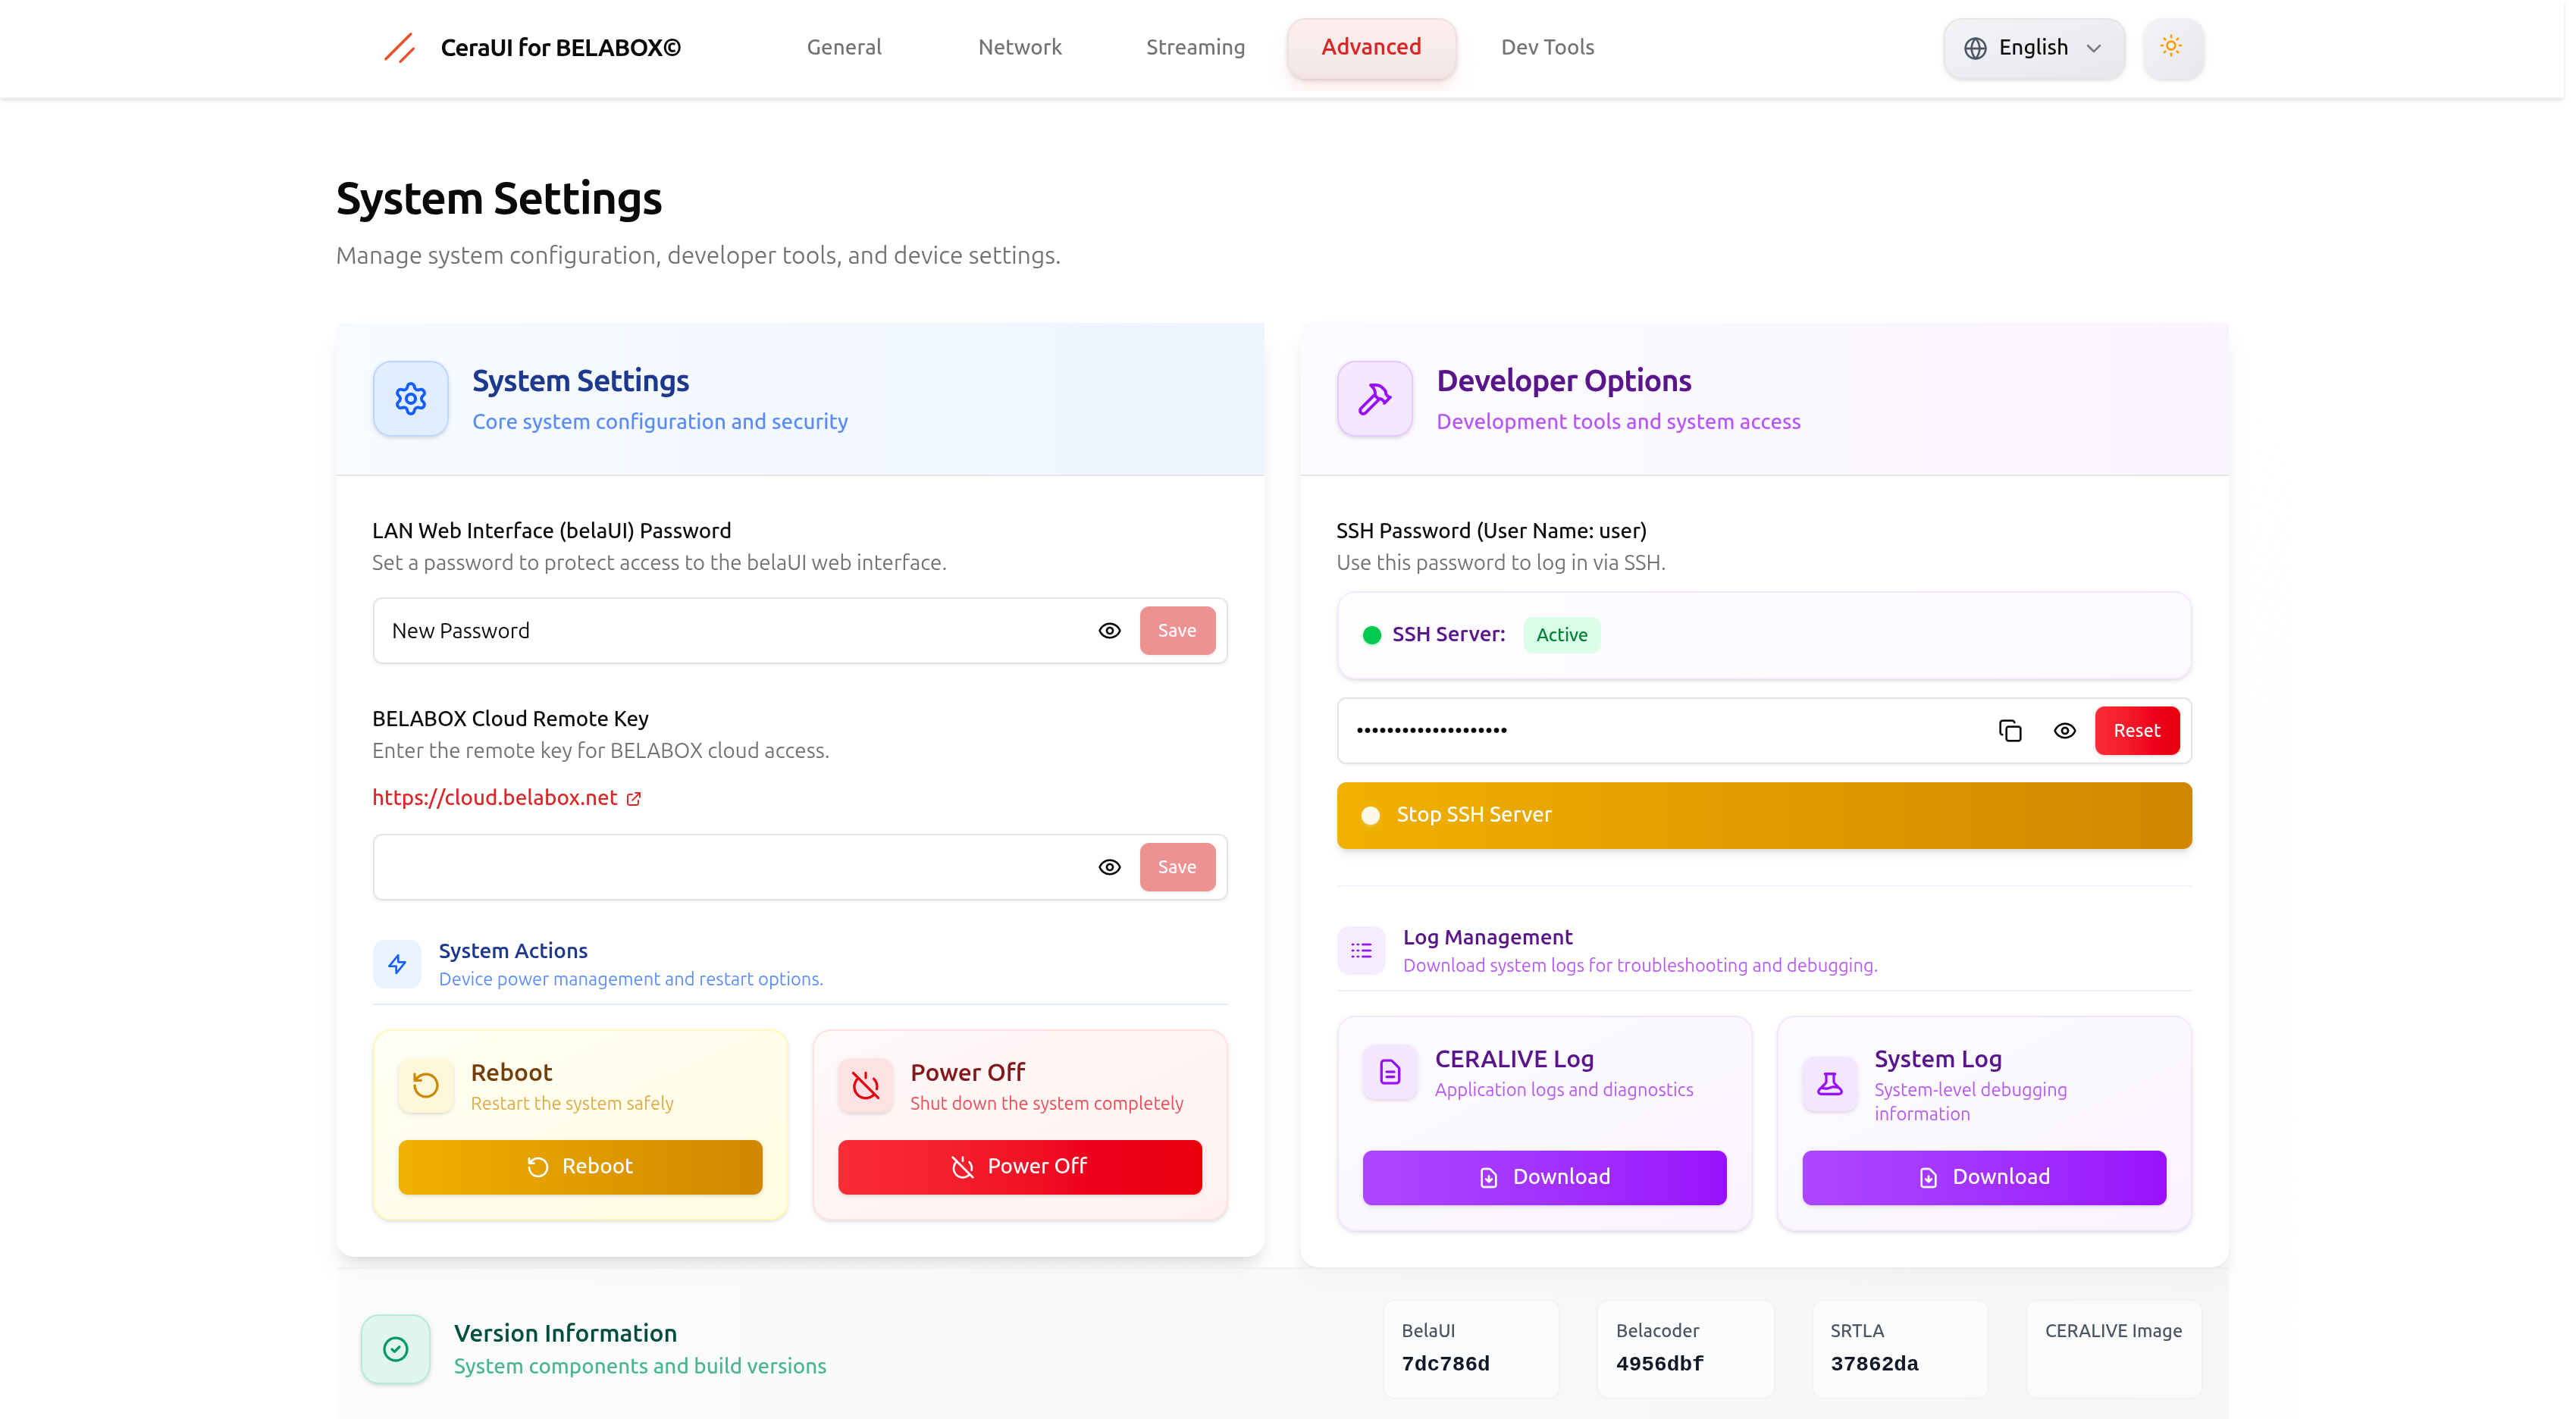 CeraUI for BELABOX©
General
Network
Streaming
Advanced
Dev Tools
English
System Settings
Manage system configuration, developer tools, and device settings.
System Settings
Core system configuration and security
LAN Web Interface (belaUI) Password
Set a password to protect access to the belaUI web interface.
New Password
Save
BELABOX Cloud Remote Key
Enter the remote key for BELABOX cloud access.
https://cloud.belabox.net
Save
System Actions
Device power management and restart options.
Reboot
Restart the system safely
Reboot
Power Off
Shut down the system completely
Power Off
Developer Options
Development tools and system access
SSH Password (User Name: user)
Use this password to log in via SSH.
SSH Server:
Active
••••••••••••••••••••
Reset
Stop SSH Server
Log Management
Download system logs for troubleshooting and debugging.
CERALIVE Log
Application logs and diagnostics
Download
System Log
System-level debugging
information
Download
Version Information
System components and build versions
BelaUI
7dc786d
Belacoder
4956dbf
SRTLA
37862da
CERALIVE Image